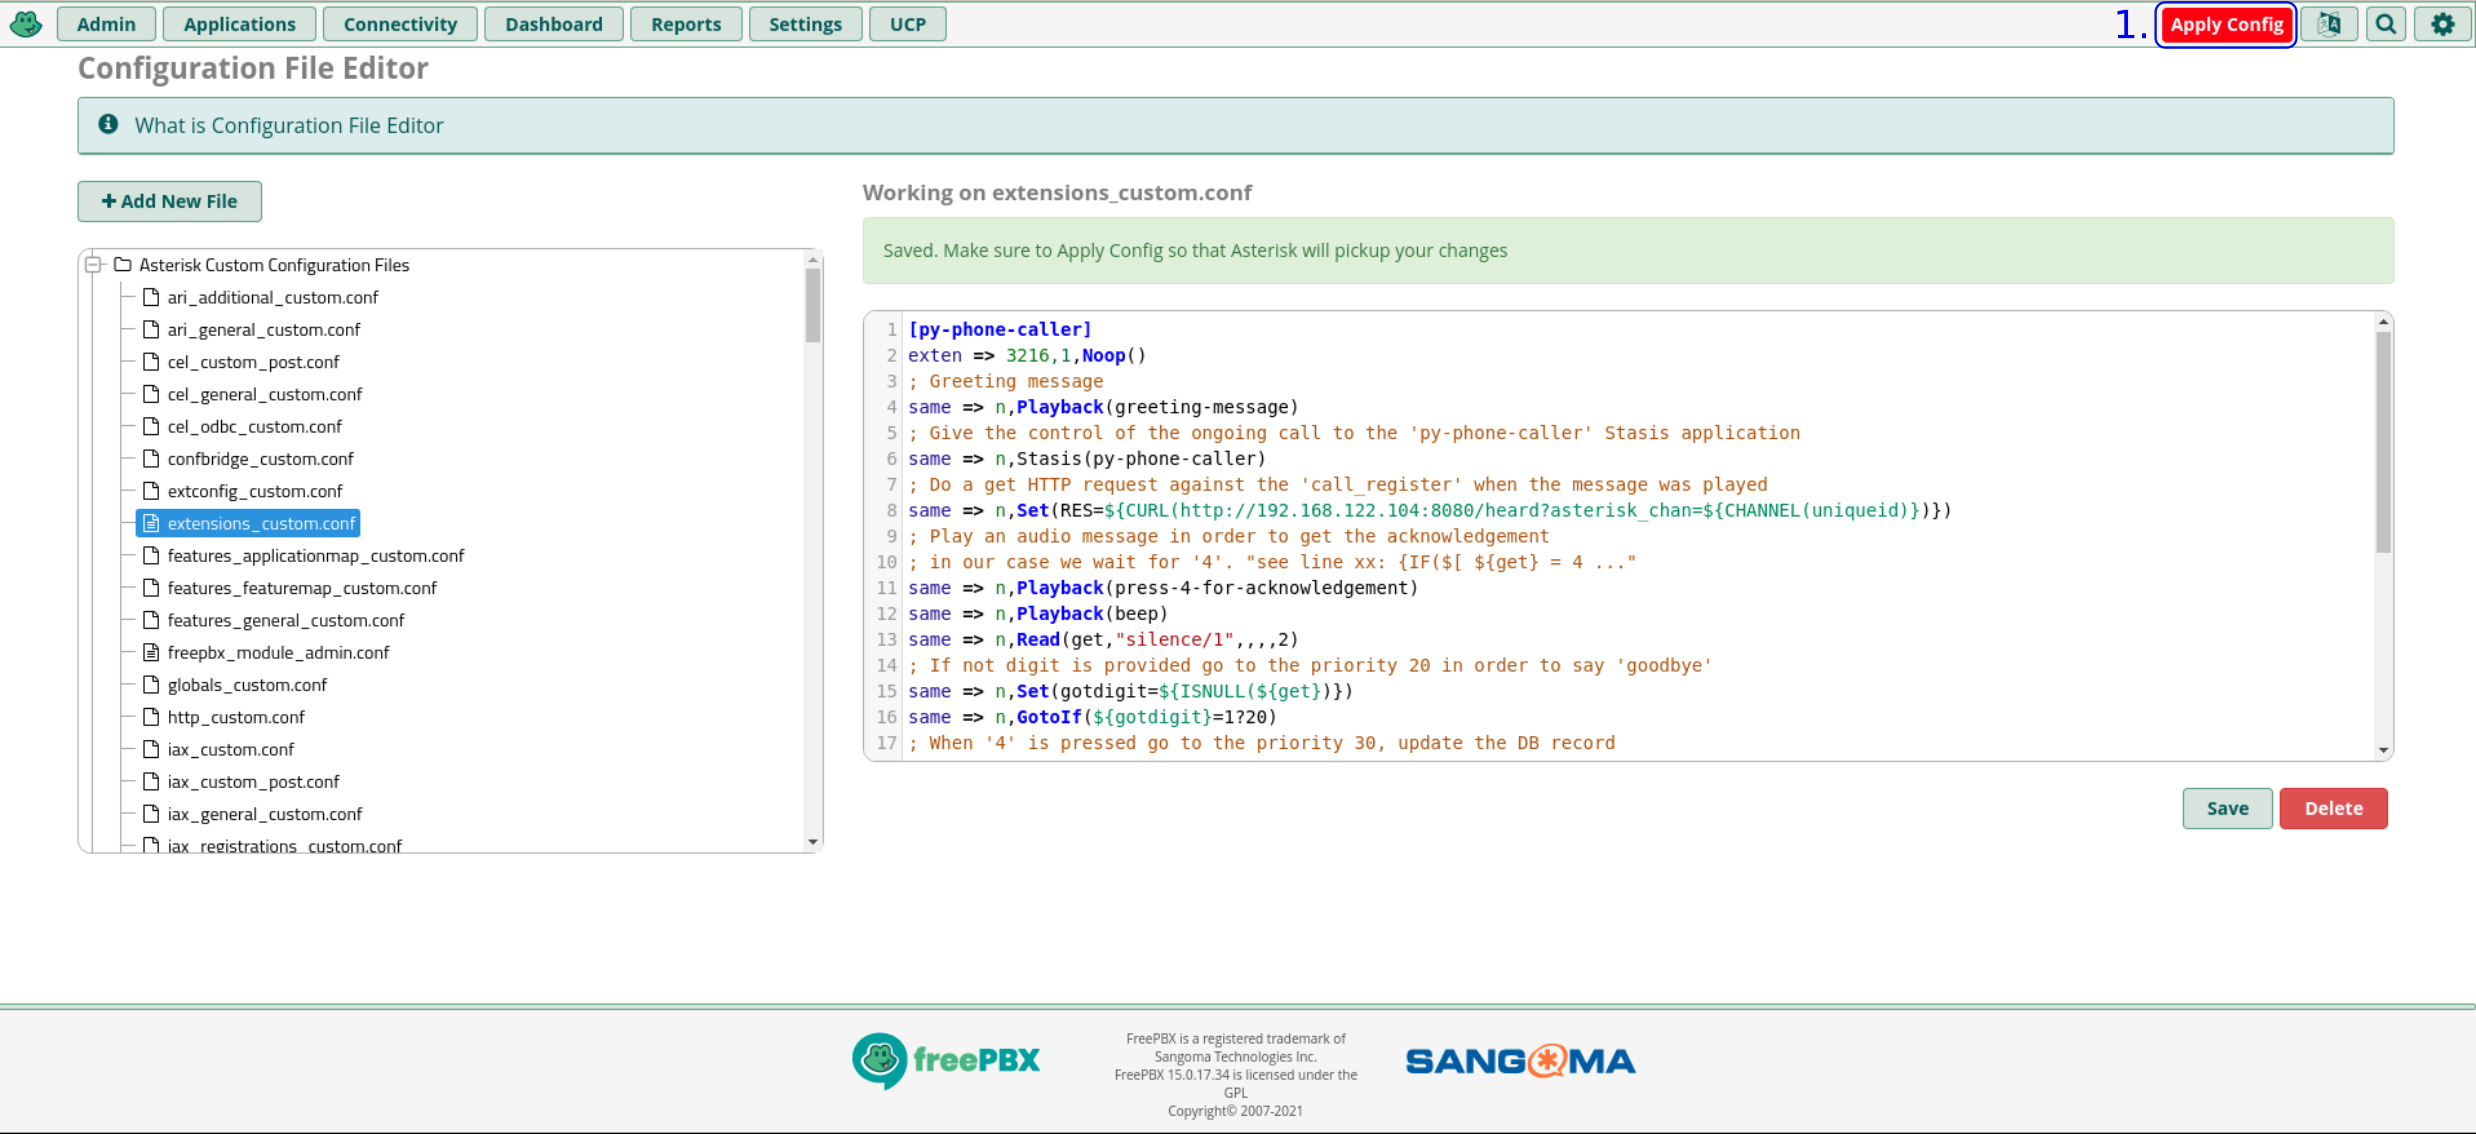 Admin Applications Connectivity Dashboard Reports Settings UCP 1. Apply Config
Configuration File Editor
What is Configuration File Editor
Add New File
Asterisk Custom Configuration Files
ari_additional_custom.conf
ari_general_custom.conf
cel_custom_post.conf
cel_general_custom.conf
cel_odbc_custom.conf
confbridge_custom.conf
extconfig_custom.conf
extensions_custom.conf
features_applicationmap_custom.conf
features_featuremap_custom.conf
features_general_custom.conf
freepbx_module_admin.conf
globals_custom.conf
http_custom.conf
iax_custom.conf
iax_custom_post.conf
iax_general_custom.conf
iax_registrations_custom.conf
Working on extensions_custom.conf
Saved. Make sure to Apply Config so that Asterisk will pickup your changes
1 [py-phone-caller]
2 exten => 3216,1,Noop()
3 ; Greeting message
4 same => n,Playback(greeting-message)
5 ; Give the control of the ongoing call to the 'py-phone-caller' Stasis application
6 same => n,Stasis(py-phone-caller)
7 ; Do a get HTTP request against the 'call_register' when the message was played
8 same => n,Set(RES=${CURL(http://192.168.122.104:8080/heard?asterisk_chan=${CHANNEL(uniqueid)})})
9 ; Play an audio message in order to get the acknowledgement
10 ; in our case we wait for '4'. "see line xx: {IF($[ ${get} = 4 ..."
11 same => n,Playback(press-4-for-acknowledgement)
12 same => n,Playback(beep)
13 same => n,Read(get,"silence/1",,,,2)
14 ; If not digit is provided go to the priority 20 in order to say 'goodbye'
15 same => n,Set(gotdigit=${ISNULL(${get})})
16 same => n,GotoIf(${gotdigit}=1?20)
17 ; When '4' is pressed go to the priority 30, update the DB record
Save Delete
freePBX
FreePBX is a registered trademark of
Sangoma Technologies Inc.
FreePBX 15.0.17.34 is licensed under the
GPL
Copyright© 2007-2021
SANGOMA